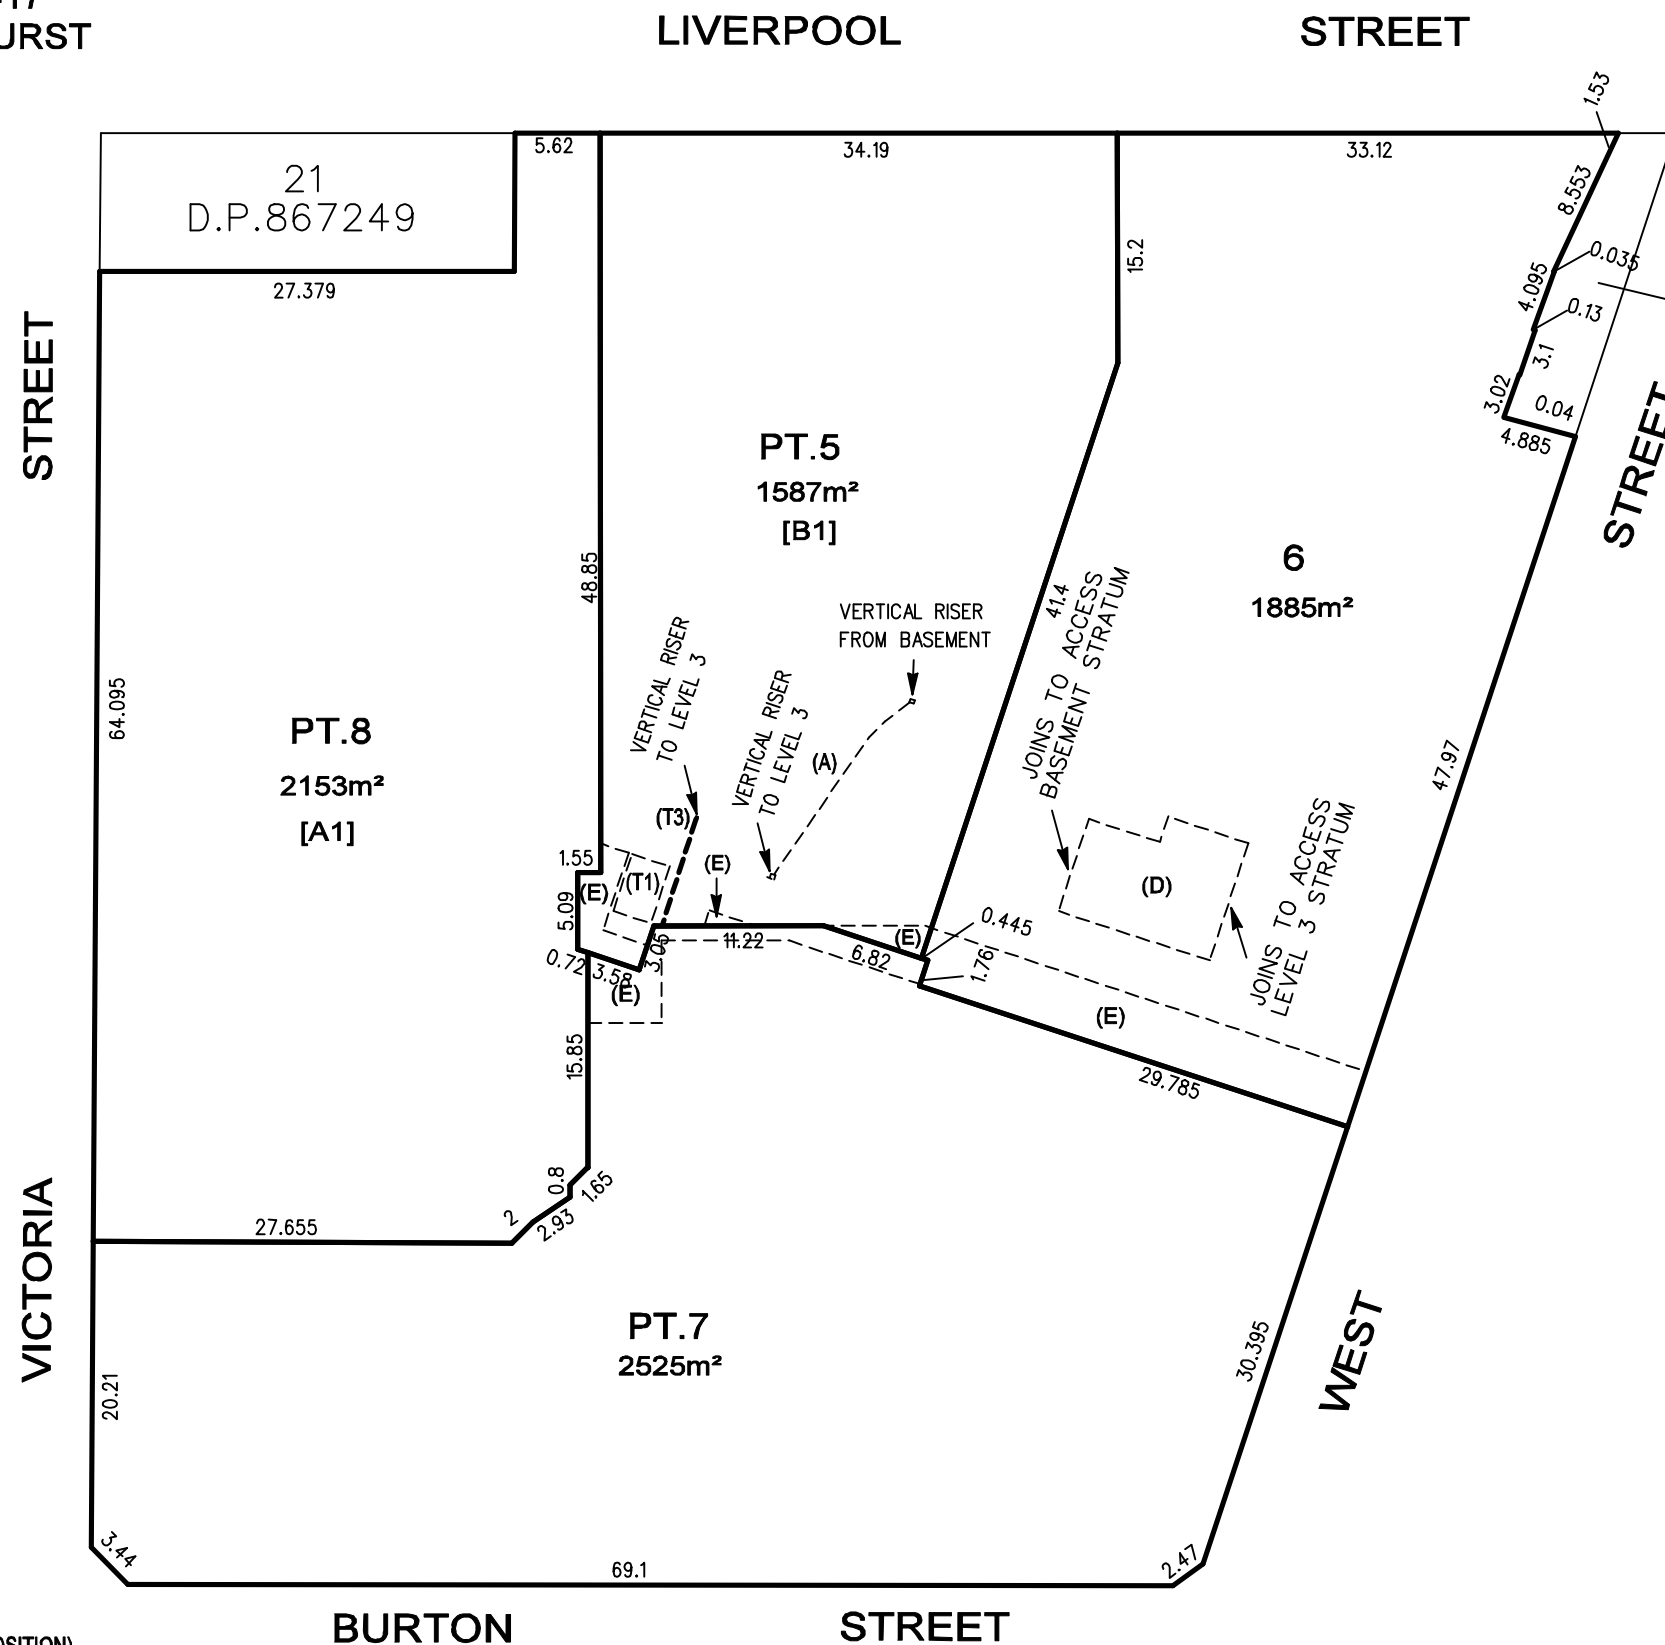 URST
LIVERPOOL STREET
1.53
5.62
34.19
33.12
21
D.P.867249
27.379
15.2
8.553
0.035
4.095
0.13
3.1
3.02
0.04
4.885
STREET
STREET
PT.5
1587m²
[B1]
48.85
6
1885m²
41.4
JOINS TO ACCESS
BASEMENT STRATUM
VERTICAL RISER
FROM BASEMENT
VERTICAL RISER
TO LEVEL 3
VERTICAL RISER
TO LEVEL 3
64.095
PT.8
2153m²
[A1]
(A)
47.97
(T3)
1.55
(E)
(T1)
(E)
5.09
(D)
JOINS TO ACCESS
LEVEL 3 STRATUM
0.445
(E)
11.22
3.05
6.82
1.76
0.72
3.58
(E)
(E)
15.85
29.785
0.8
1.65
2
2.93
27.655
VICTORIA
PT.7
2525m²
20.21
30.395
WEST
3.44
69.1
2.47
BURTON STREET